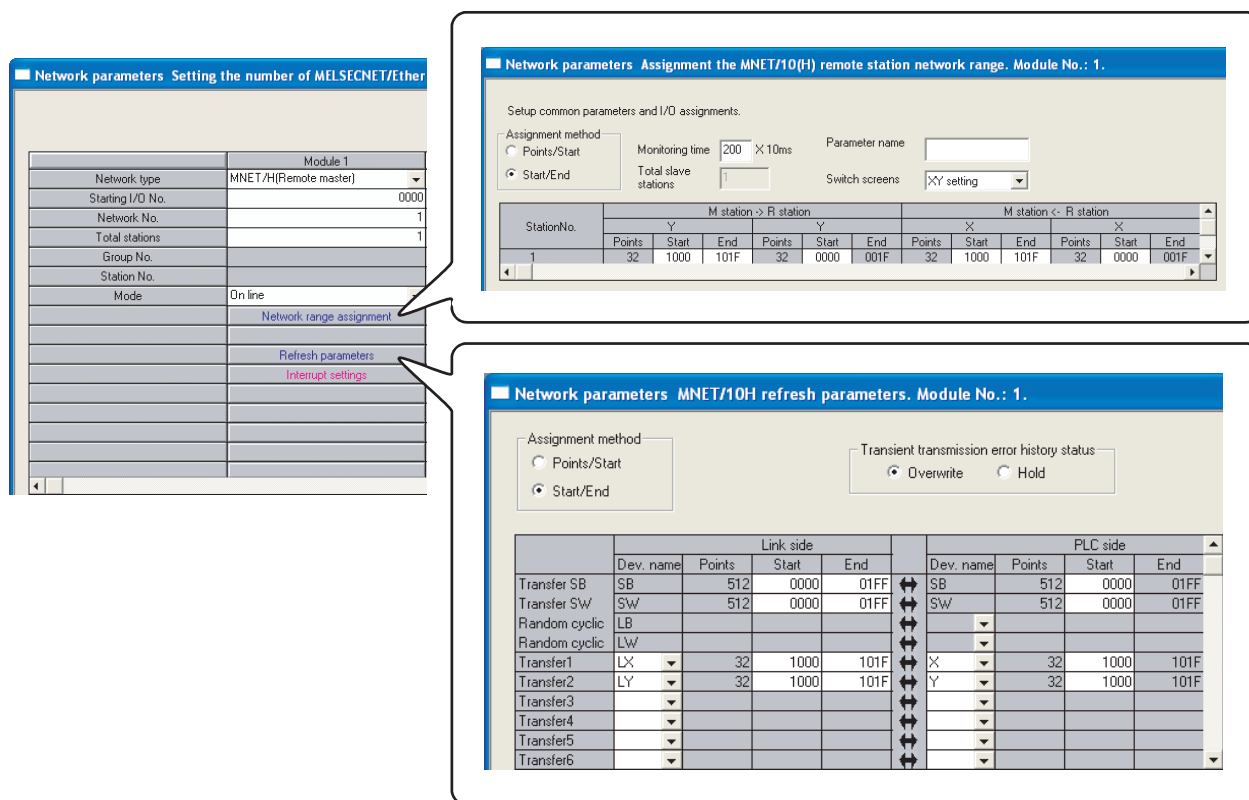 Network parameters Setting the number of MELSECNET/Ether
Module 1
Network type MNET/H(Remote master)
Starting I/O No. 0000
Network No. 1
Total stations 1
Group No.
Station No.
Mode On line
Network range assignment
Refresh parameters
Interrupt settings
Network parameters Assignment the MNET/10(H) remote station network range. Module No.: 1.
Setup common parameters and I/O assignments.
Assignment method
Points/Start
Start/End
Monitoring time 200 X 10ms
Total slave stations 1
Parameter name
Switch screens XY setting
StationNo. M station -> R station M station <- R station
Y Y X X
Points Start End Points Start End Points Start End Points Start End
1 32 1000 101F 32 0000 001F 32 1000 101F 32 0000 001F
Network parameters MNET/10H refresh parameters. Module No.: 1.
Assignment method
Points/Start
Start/End
Transient transmission error history status
Overwrite Hold
Link side PLC side
Dev. name Points Start End Dev. name Points Start End
Transfer SB SB 512 0000 01FF SB 512 0000 01FF
Transfer SW SW 512 0000 01FF SW 512 0000 01FF
Random cyclic LB
Random cyclic LW
Transfer1 LX 32 1000 101F X 32 1000 101F
Transfer2 LY 32 1000 101F Y 32 1000 101F
Transfer3
Transfer4
Transfer5
Transfer6